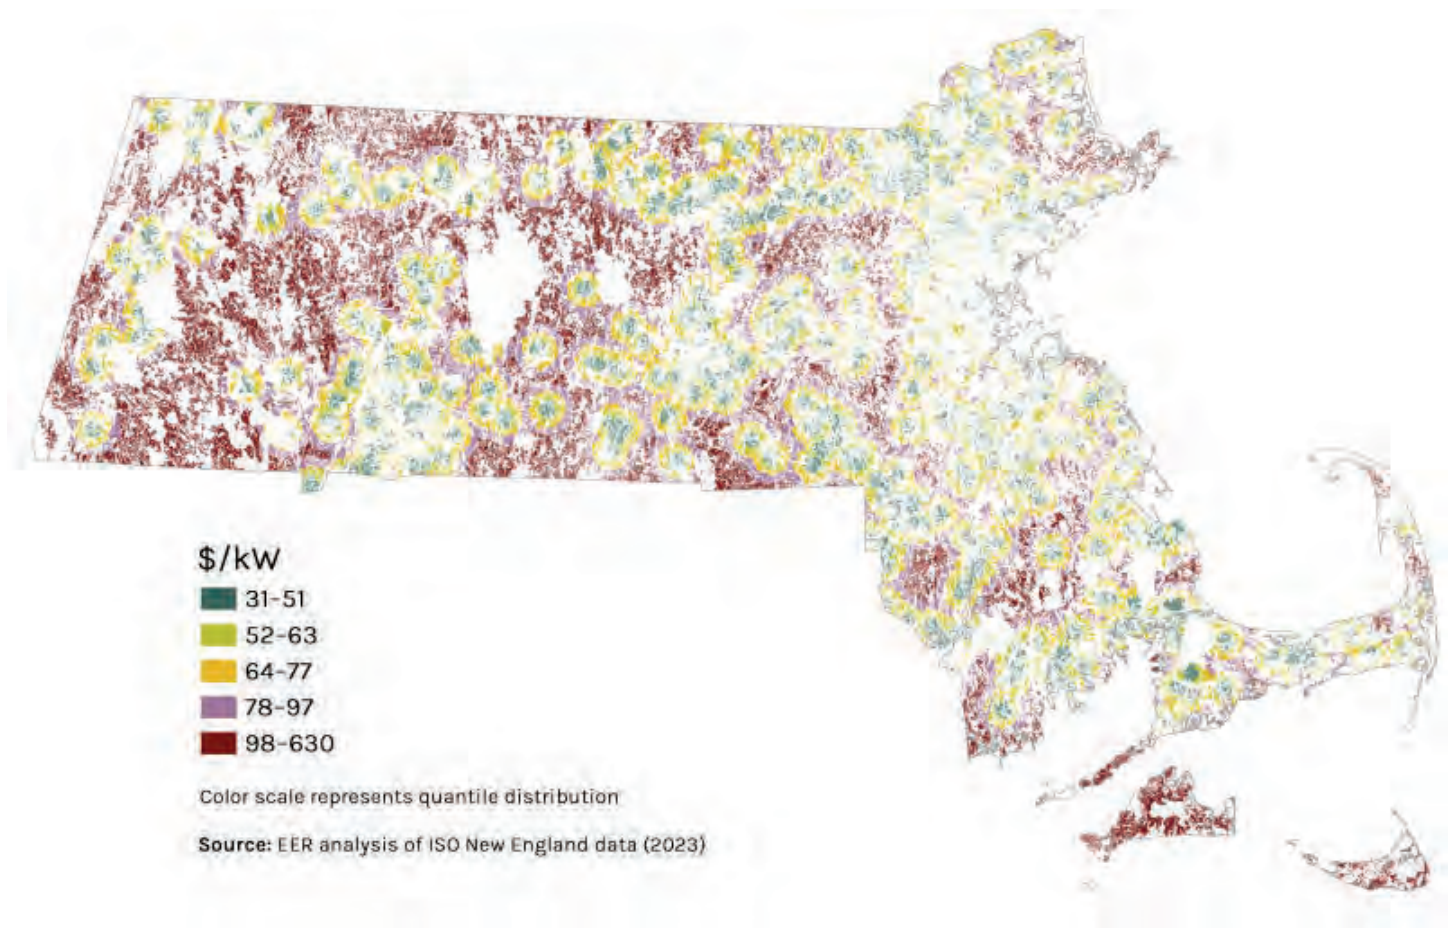 $/kW
31–51
52–63
64–77
78–97
98–630
Color scale represents quantile distribution
Source: EER analysis of ISO New England data (2023)